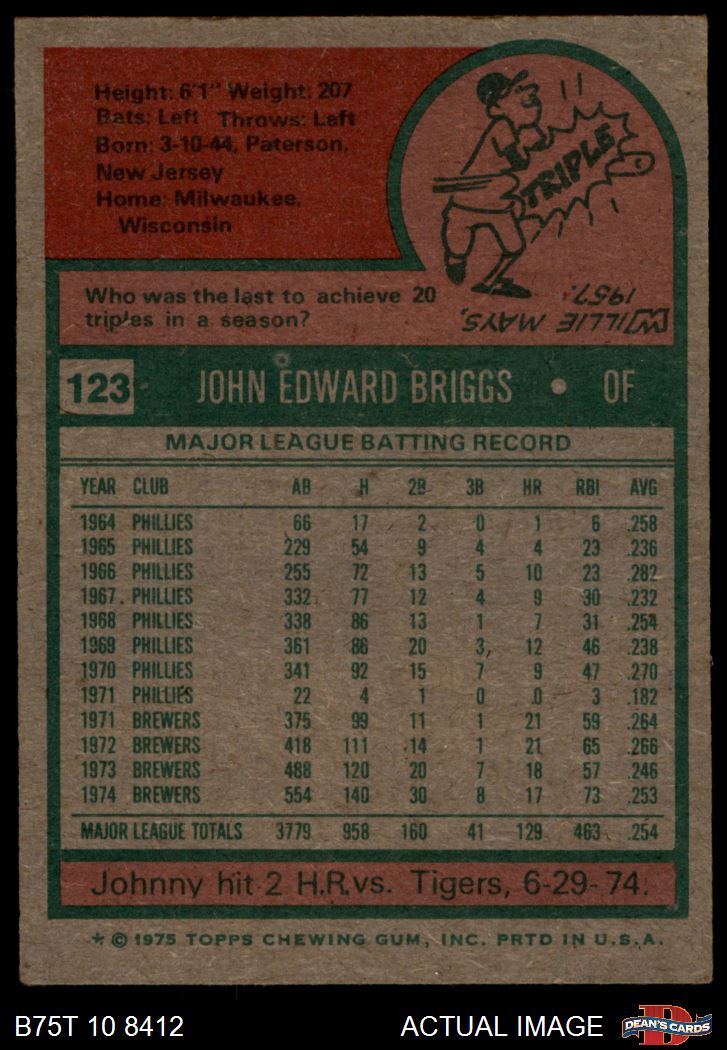 Height: 6'1" Weight: 207
Bats: Left Throws: Left
Born: 3-10-44, Paterson,
New Jersey
Home: Milwaukee,
Wisconsin
TRIPLE
Who was the last to achieve 20
triples in a season?
WILLIE MAYS,
1957.
123 JOHN EDWARD BRIGGS • OF
MAJOR LEAGUE BATTING RECORD
YEAR CLUB AB H 2B 3B HR RBI AVG
1964 PHILLIES 66 17 2 0 1 6 .258
1965 PHILLIES 229 54 9 4 4 23 .236
1966 PHILLIES 255 72 13 5 10 23 .282
1967 PHILLIES 332 77 12 4 9 30 .232
1968 PHILLIES 338 86 13 1 7 31 .254
1969 PHILLIES 361 86 20 3 12 46 .238
1970 PHILLIES 341 92 15 7 9 47 .270
1971 PHILLIES 22 4 1 0 0 3 .182
1971 BREWERS 375 99 11 1 21 59 .264
1972 BREWERS 418 111 14 1 21 65 .266
1973 BREWERS 488 120 20 7 18 57 .246
1974 BREWERS 554 140 30 8 17 73 .253
MAJOR LEAGUE TOTALS 3779 958 160 41 129 463 .254
Johnny hit 2 H.R. vs. Tigers, 6-29-74.
* © 1975 TOPPS CHEWING GUM, INC. PRTD IN U.S.A.
B75T 10 8412 ACTUAL IMAGE
D
DEAN'S CARDS